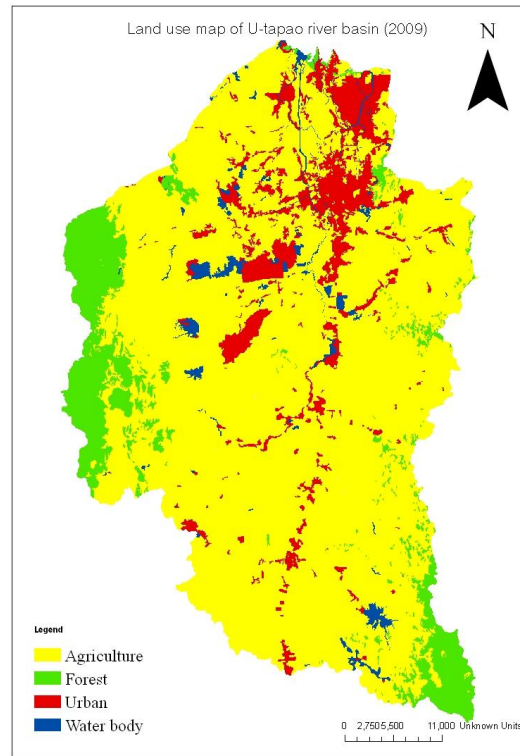 Land use map of U-tapao river basin (2009)
N
Legend
Agriculture
Forest
Urban
Water body
0 2,7505,500 11,000 Unknown Units